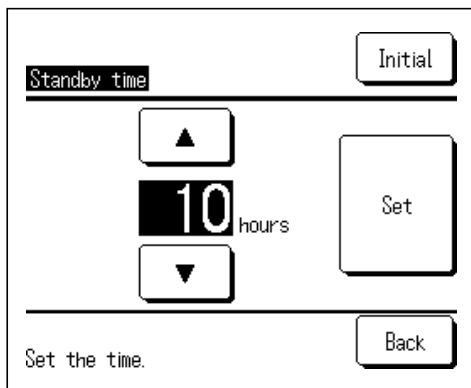 Initial
Standby time
▲
10 hours
Set
▼
Back
Set the time.